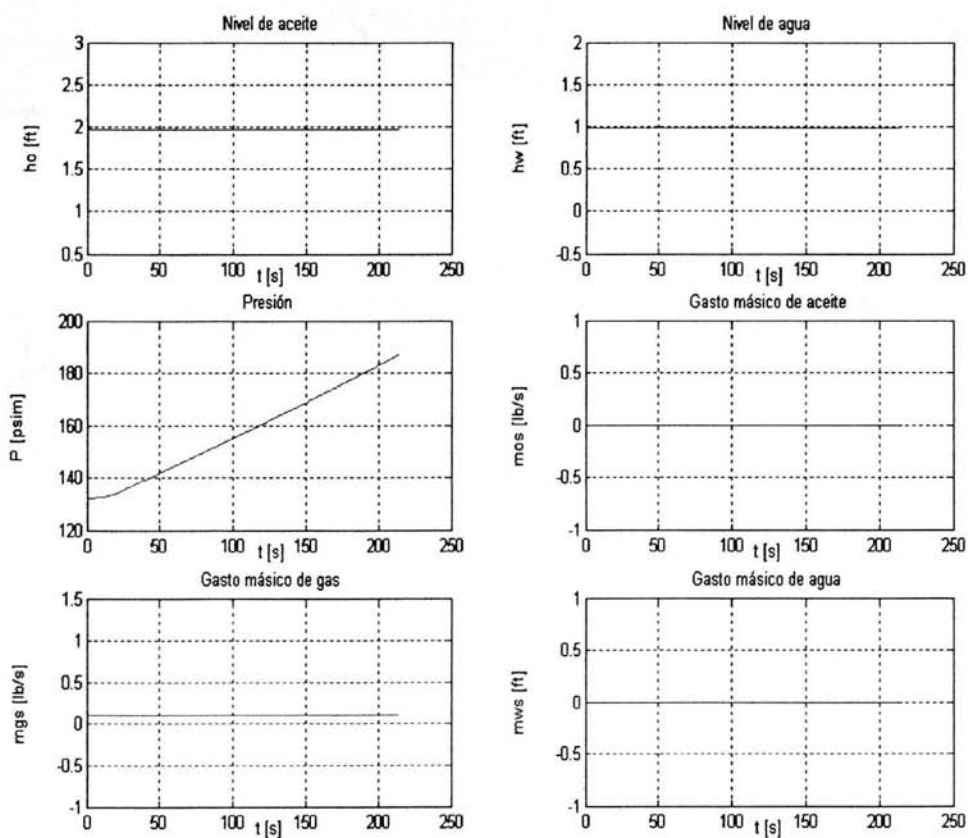 Nivel de aceite
3
2.5
2
1.5
1
0.5
ho [ft]
0 50 100 150 200 250
t [s]
Nivel de agua
2
1.5
1
0.5
0
-0.5
hw [ft]
0 50 100 150 200 250
t [s]
Presión
200
180
160
140
120
P [psim]
0 50 100 150 200 250
t [s]
Gasto másico de aceite
1
0.5
0
-0.5
-1
mos [lb/s]
0 50 100 150 200 250
t [s]
Gasto másico de gas
1.5
1
0.5
0
-0.5
-1
mgs [lb/s]
0 50 100 150 200 250
t [s]
Gasto másico de agua
1
0.5
0
-0.5
-1
mws [ft]
0 50 100 150 200 250
t [s]